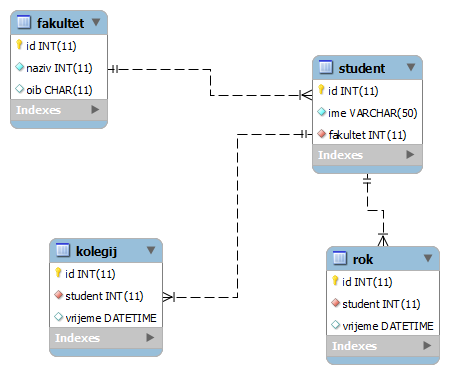 fakultet
id INT(11)
naziv INT(11)
oib CHAR(11)
Indexes
student
id INT(11)
ime VARCHAR(50)
fakultet INT(11)
Indexes
kolegij
id INT(11)
student INT(11)
vrijeme DATETIME
Indexes
rok
id INT(11)
student INT(11)
vrijeme DATETIME
Indexes